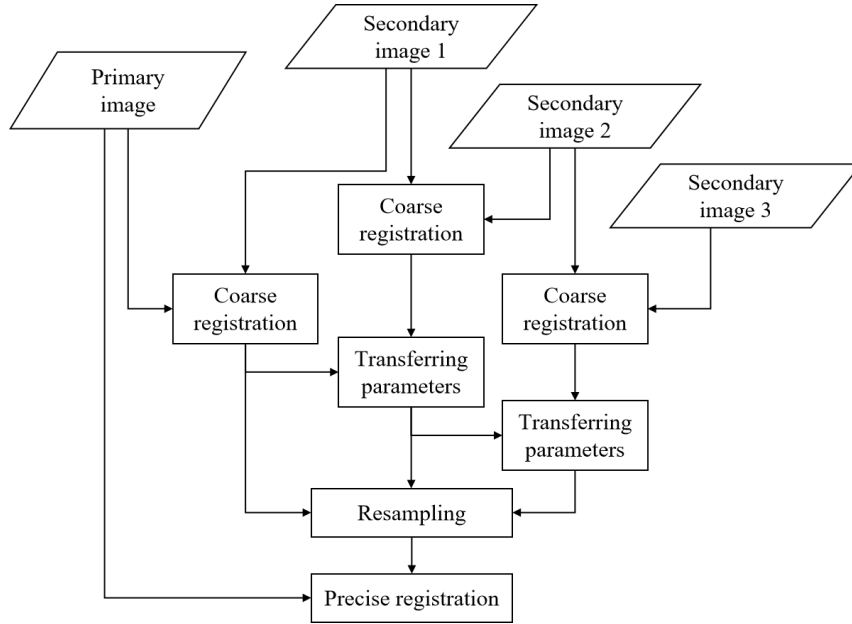 Secondary
image 1
Primary
image
Secondary
image 2
Secondary
image 3
Coarse
registration
Coarse
registration
Coarse
registration
Transferring
parameters
Transferring
parameters
Resampling
Precise registration